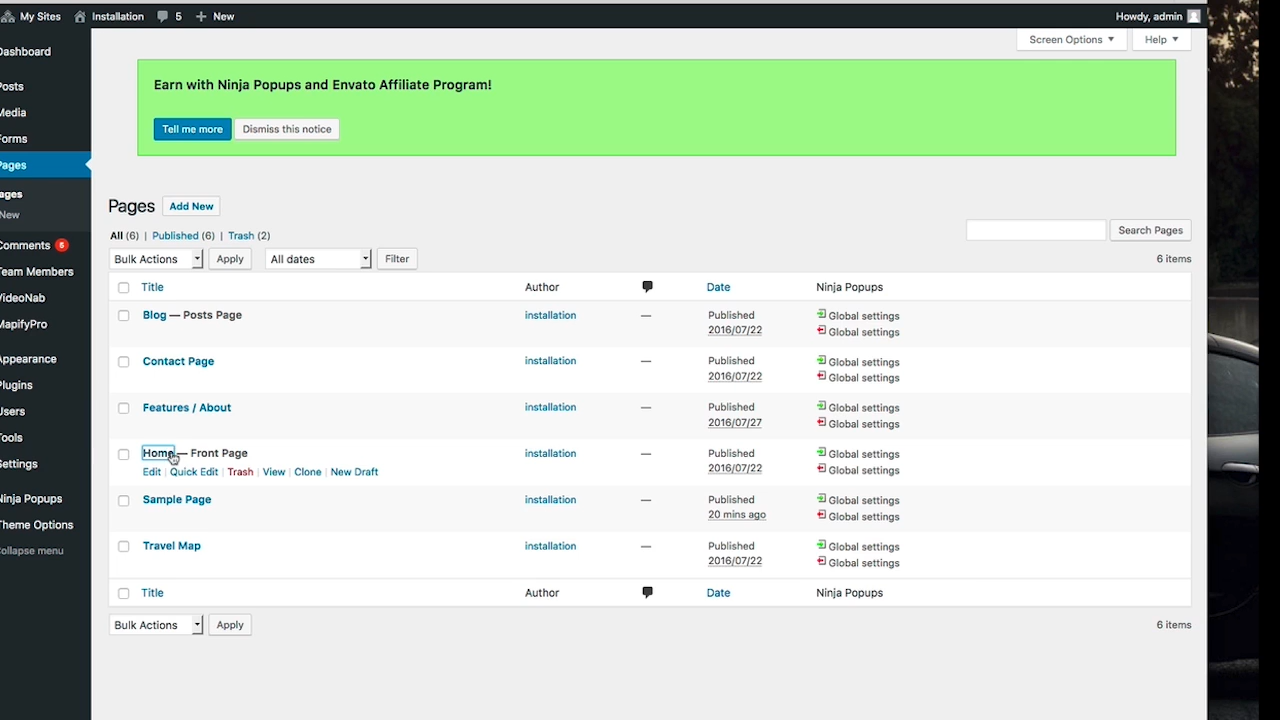 My Sites Installation 5 + New Howdy, admin
Screen Options Help
Dashboard
Posts
Media
Forms
Pages
ages
New
Comments 5
Team Members
VideoNab
MapifyPro
Appearance
Plugins
Users
Tools
Settings
Ninja Popups
Theme Options
Collapse menu
Earn with Ninja Popups and Envato Affiliate Program!
Tell me more Dismiss this notice
Pages Add New
All (6) | Published (6) | Trash (2)
Search Pages
Bulk Actions Apply All dates Filter 6 items
Title Author Date Ninja Popups
Blog — Posts Page installation — Published Global settings
2016/07/22 Global settings
Contact Page installation — Published Global settings
2016/07/22 Global settings
Features / About installation — Published Global settings
2016/07/27 Global settings
Home — Front Page installation — Published Global settings
Edit | Quick Edit | Trash | View | Clone | New Draft 2016/07/22 Global settings
Sample Page installation — Published Global settings
20 mins ago Global settings
Travel Map installation — Published Global settings
2016/07/22 Global settings
Title Author Date Ninja Popups
Bulk Actions Apply 6 items